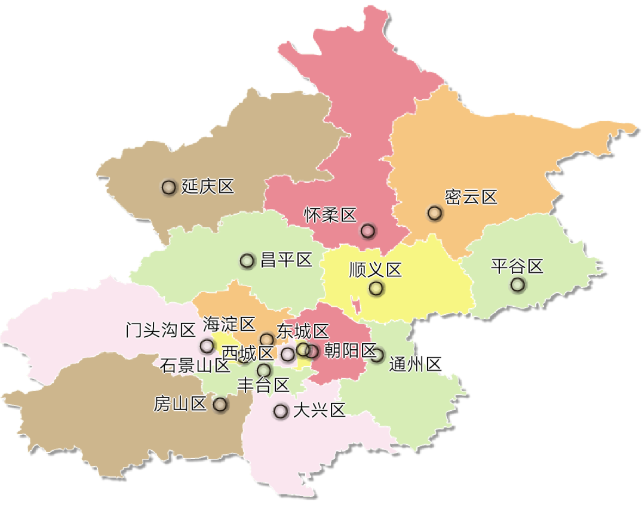 延庆区
密云区
怀柔区
昌平区
顺义区
平谷区
海淀区
门头沟区
东城区
西城区
朝阳区
石景山区
通州区
丰台区
房山区
大兴区